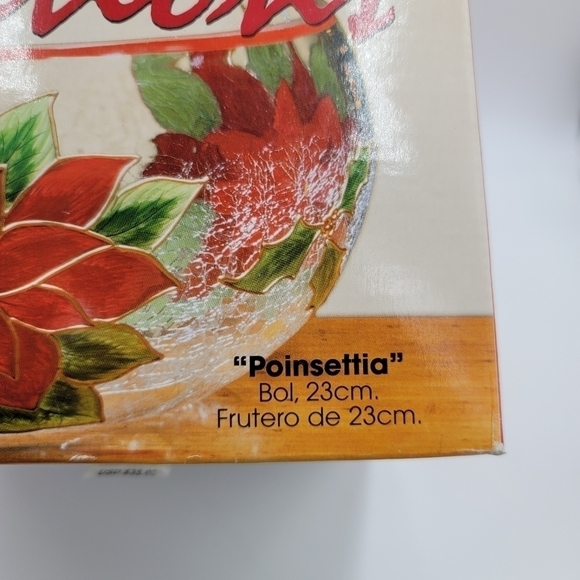 “Poinsettia”
Bol, 23cm.
Frutero de 23cm.